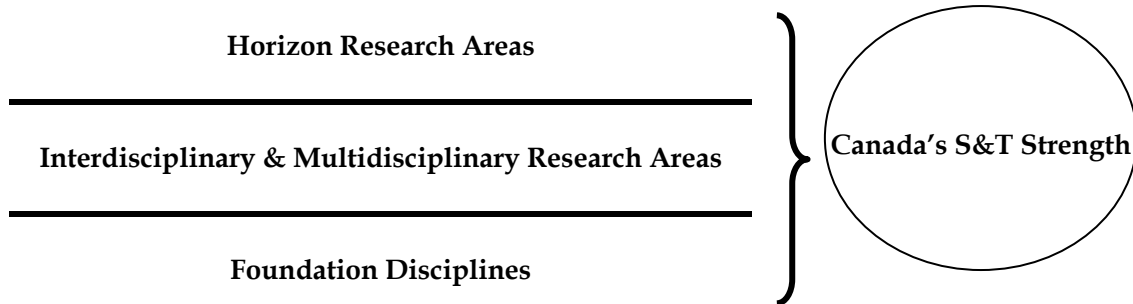 Horizon Research Areas
Interdisciplinary & Multidisciplinary Research Areas
Canada’s S&T Strength
Foundation Disciplines